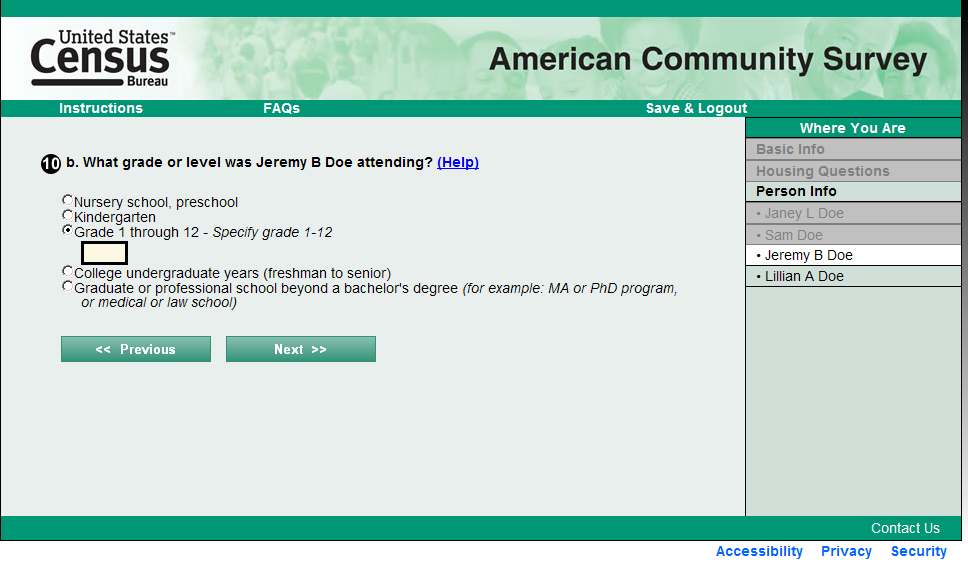 United States™
Census
Bureau
American Community Survey
Instructions FAQs Save & Logout
10 b. What grade or level was Jeremy B Doe attending? (Help)
Nursery school, preschool
Kindergarten
Grade 1 through 12 - Specify grade 1-12
College undergraduate years (freshman to senior)
Graduate or professional school beyond a bachelor's degree (for example: MA or PhD program,
or medical or law school)
<< Previous Next >>
Where You Are
Basic Info
Housing Questions
Person Info
• Janey L Doe
• Sam Doe
• Jeremy B Doe
• Lillian A Doe
Contact Us
Accessibility Privacy Security